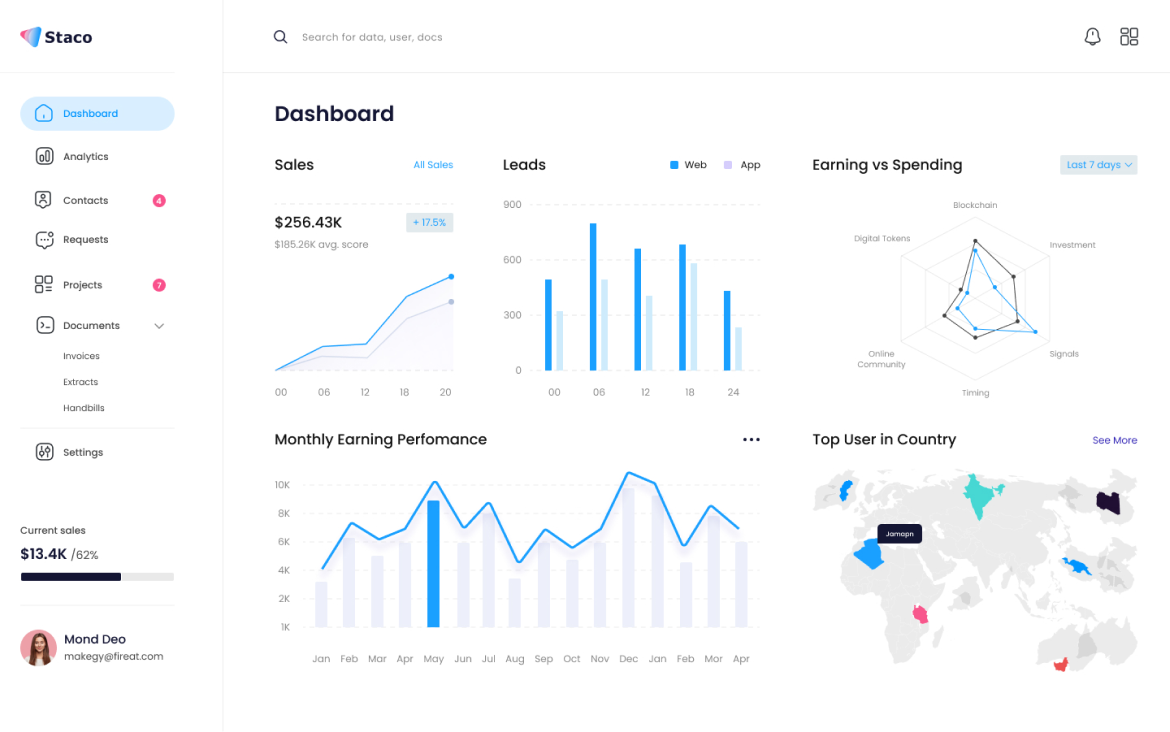 Staco
Search for data, user, docs
Dashboard
Analytics
Contacts 4
Requests
Projects 7
Documents
Invoices
Extracts
Handbills
Settings
Current sales
$13.4K /62%
Mond Deo
makegy@fireat.com
Dashboard
Sales All Sales
$256.43K + 17.5%
$185.26K avg. score
00 06 12 18 20
Leads Web App
900
600
300
0
00 06 12 18 24
Earning vs Spending Last 7 days
Blockchain
Digital Tokens Investment
Online
Community Signals
Timing
Monthly Earning Perfomance
10K
8K
6K
4K
2K
1K
Jan Feb Mar Apr May Jun Jul Aug Sep Oct Nov Dec Jan Feb Mor Apr
Top User in Country See More
Jamapn